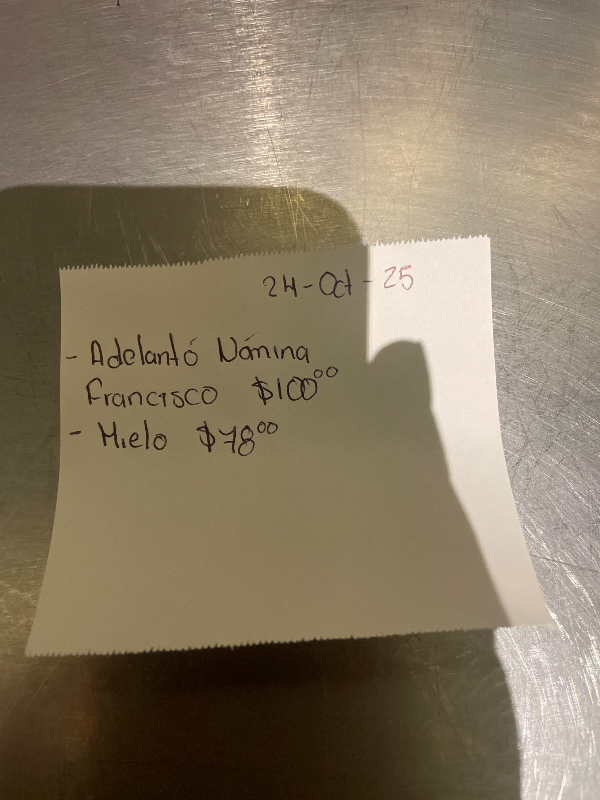 24-Oct-25
- Adelantó Nómina
Francisco $100⁰⁰
- Hielo $78⁰⁰